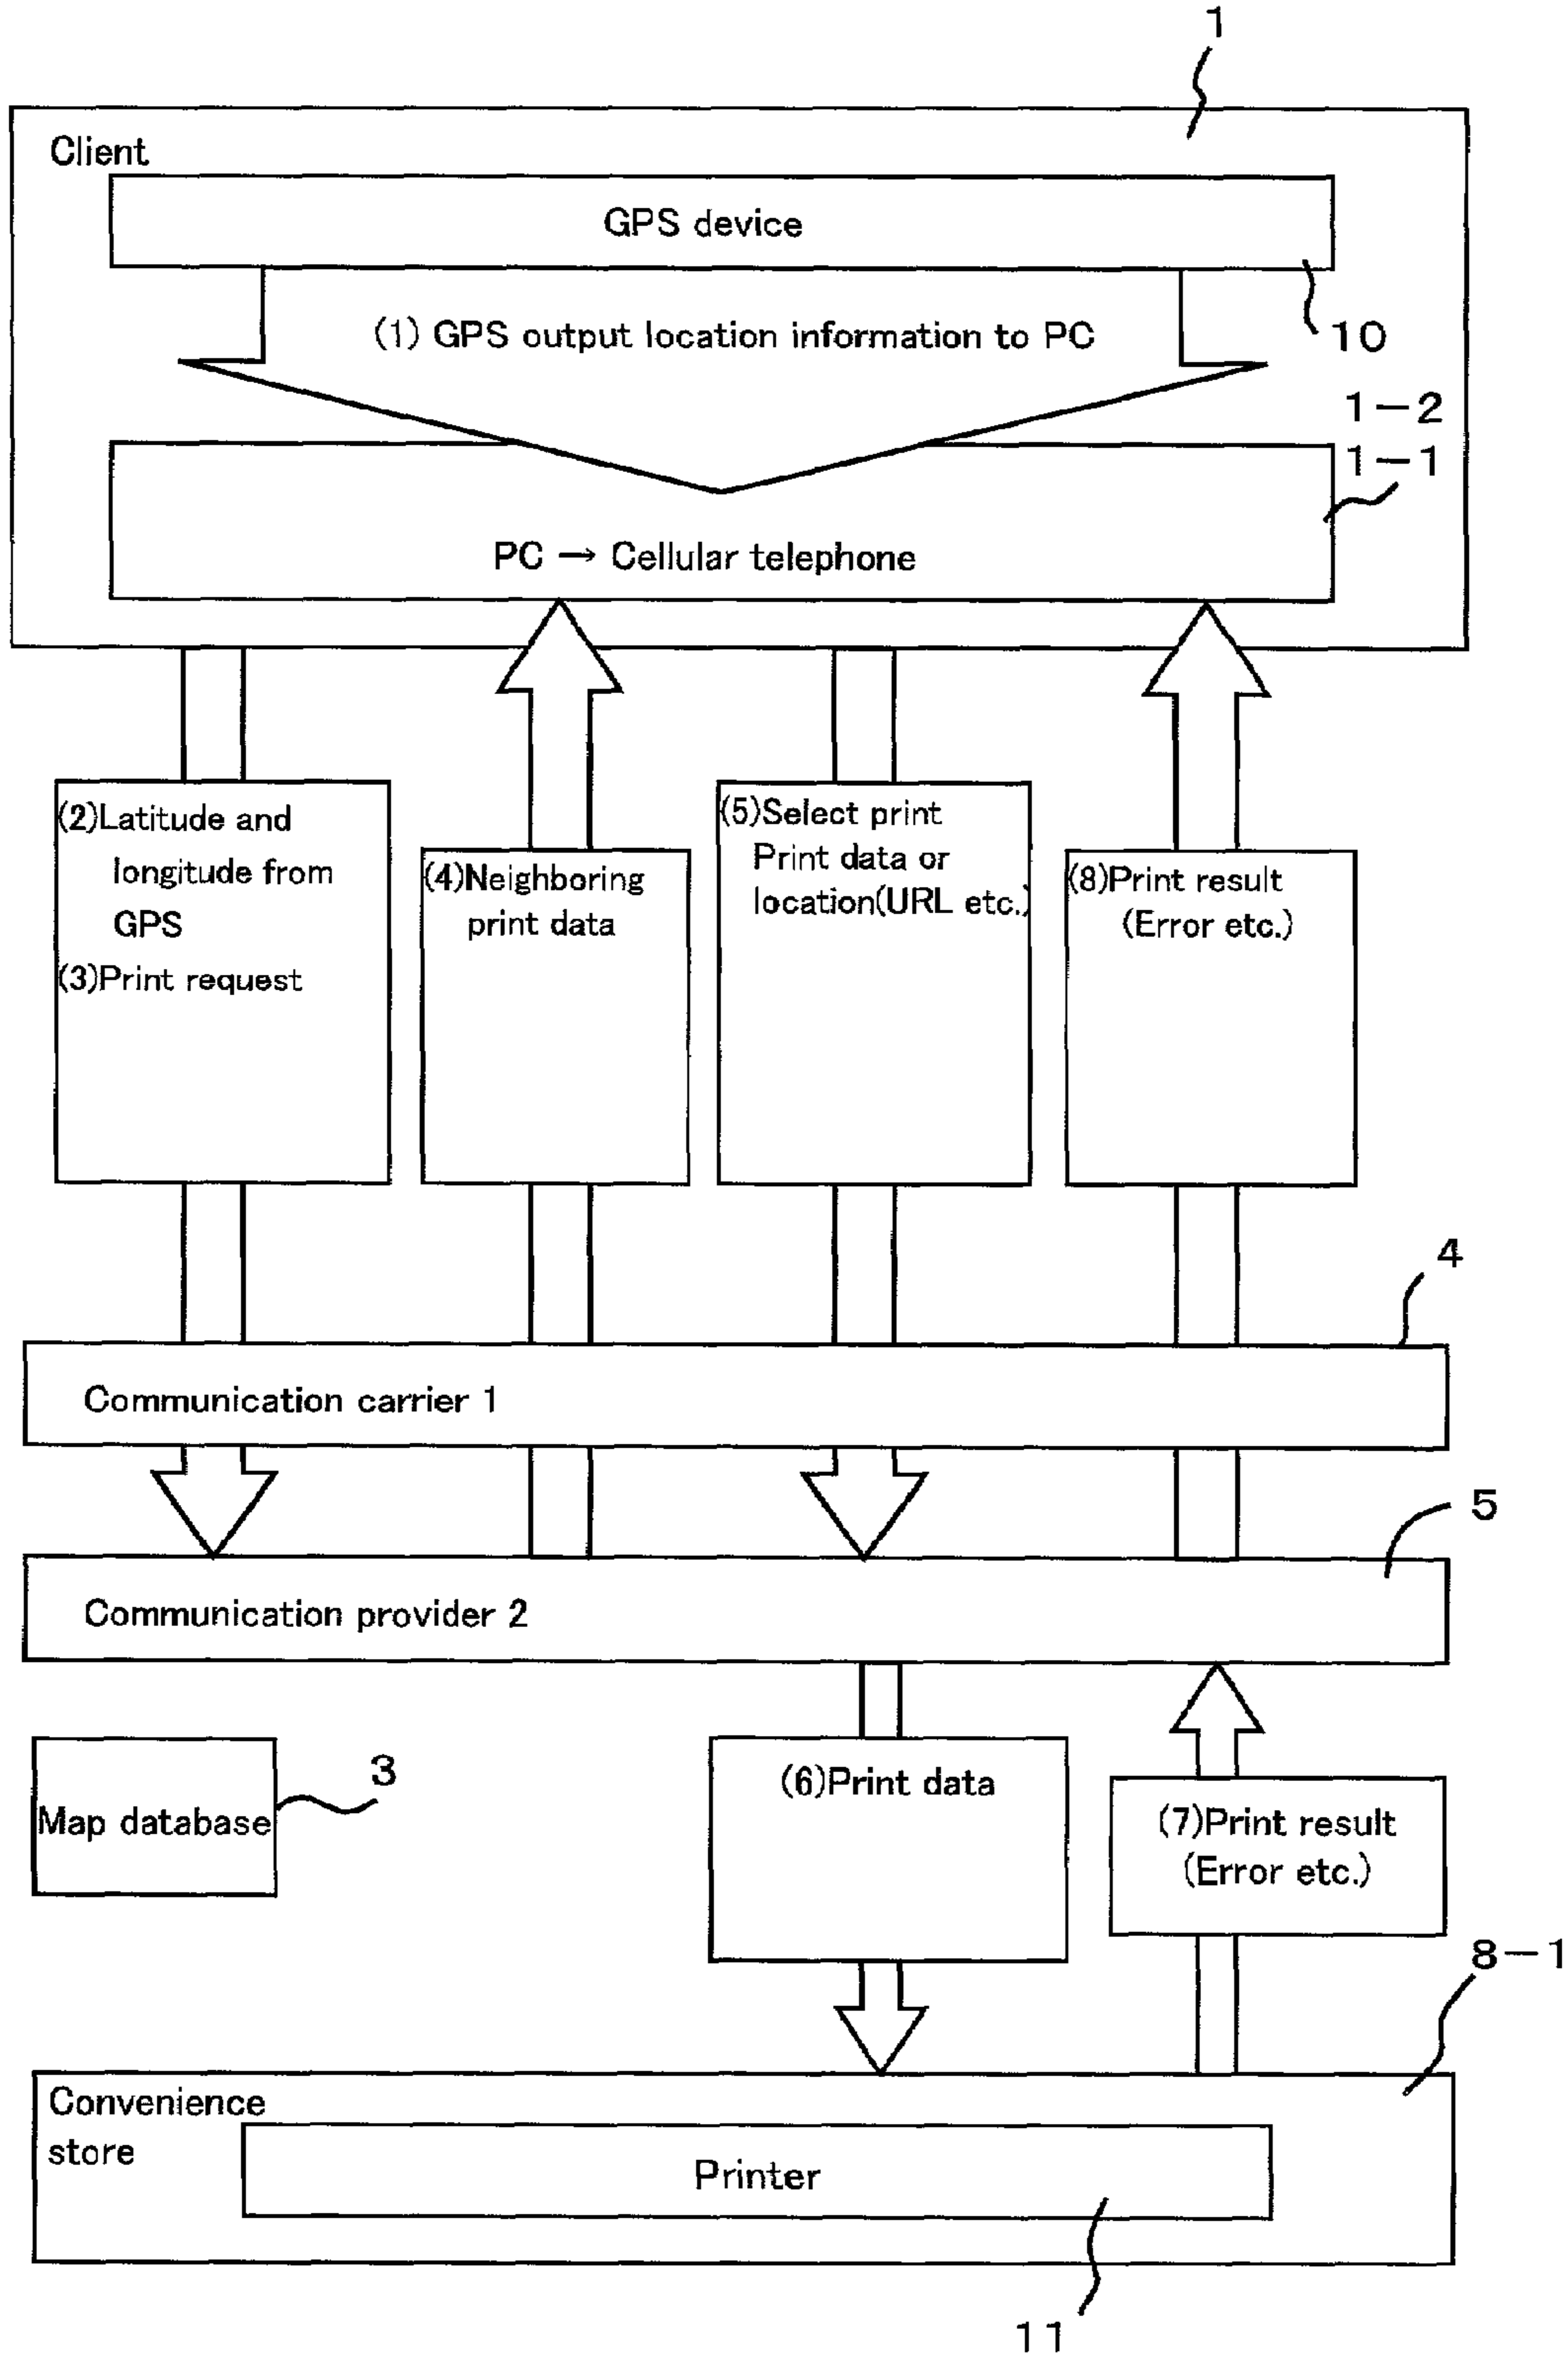 1
Client
GPS device
10
(1) GPS output location information to PC
1-2
1-1
PC → Cellular telephone
(2)Latitude and
longitude from
GPS
(3)Print request
(4)Neighboring
print data
(5)Select print
Print data or
location(URL etc.)
(8)Print result
(Error etc.)
4
Communication carrier 1
5
Communication provider 2
Map database
3
(6)Print data
(7)Print result
(Error etc.)
8-1
Convenience
store
Printer
11